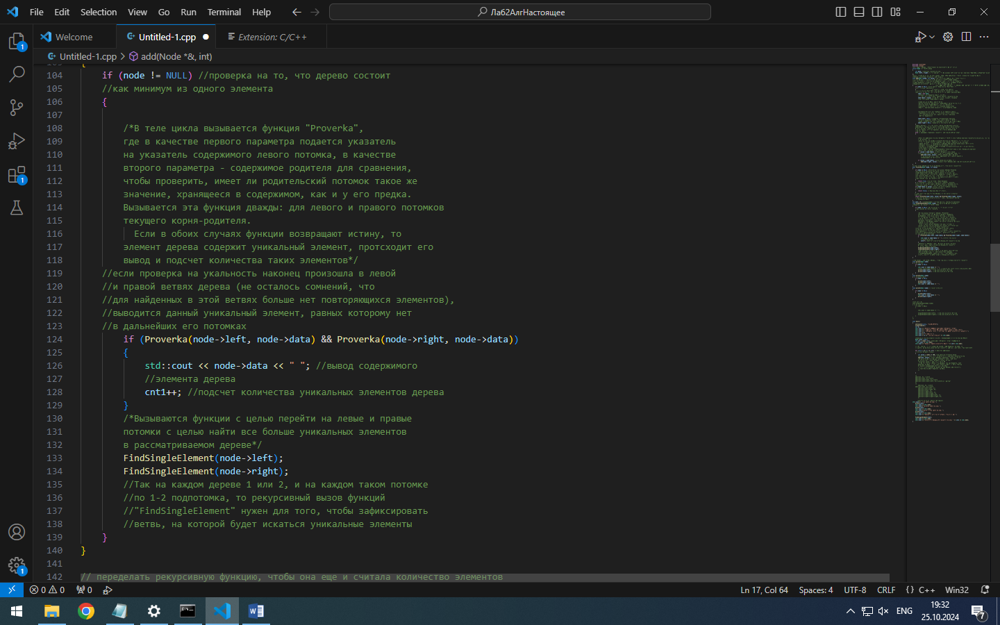 File Edit Selection View Go Run Terminal Help
Лаб2АлгНастоящее
Welcome
Untitled-1.cpp
Extension: C/C++
Untitled-1.cpp > add(Node *&, int)
104 if (node != NULL) //проверка на то, что дерево состоит
105 //как минимум из одного элемента
106 {
107
108 /*В теле цикла вызывается функция "Proverka",
109 где в качестве первого параметра подается указатель
110 на указатель содержимого левого потомка, в качестве
111 второго параметра - содержимое родителя для сравнения,
112 чтобы проверить, имеет ли родительский потомок такое же
113 значение, хранящееся в содержимом, как и у его предка.
114 Вызывается эта функция дважды: для левого и правого потомков
115 текущего корня-родителя.
116 Если в обоих случаях функции возвращают истину, то
117 элемент дерева содержит уникальный элемент, протсходит его
118 вывод и подсчет количества таких элементов*/
119 //если проверка на укальность наконец произошла в левой
120 //и правой ветвях дерева (не осталось сомнений, что
121 //для найденных в этой ветвях больше нет повторяющихся элементов),
122 //выводится данный уникальный элемент, равных которому нет
123 //в дальнейших его потомках
124 if (Proverka(node->left, node->data) && Proverka(node->right, node->data))
125 {
126 std::cout << node->data << " "; //вывод содержимого
127 //элемента дерева
128 cnt1++; //подсчет количества уникальных элементов дерева
129 }
130 /*Вызываются функции с целью перейти на левые и правые
131 потомки с целью найти все больше уникальных элементов
132 в рассматриваемом дереве*/
133 FindSingleElement(node->left);
134 FindSingleElement(node->right);
135 //Так на каждом дереве 1 или 2, и на каждом таком потомке
136 //по 1-2 подпотомка, то рекурсивный вызов функций
137 //"FindSingleElement" нужен для того, чтобы зафиксировать
138 //ветвь, на которой будет искаться уникальные элементы
139 }
140 }
141
142 // переделать рекурсивную функцию, чтобы она еще и считала количество элементов
0 0 0 Ln 17, Col 64 Spaces: 4 UTF-8 CRLF {} C++ Win32
ENG
19:32
25.10.2024
7